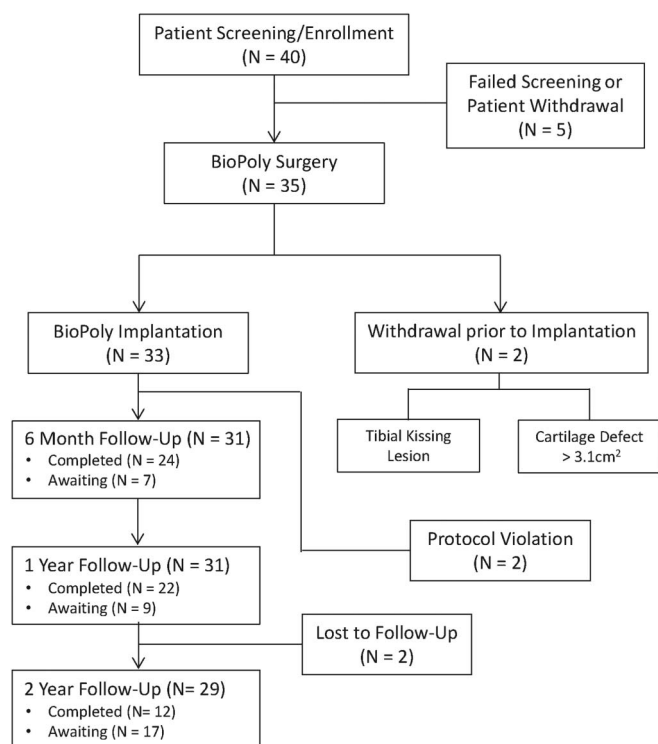 Patient Screening/Enrollment
(N = 40)
Failed Screening or
Patient Withdrawal
(N = 5)
BioPoly Surgery
(N = 35)
BioPoly Implantation
(N = 33)
Withdrawal prior to Implantation
(N = 2)
Tibial Kissing
Lesion
Cartilage Defect
> 3.1cm²
6 Month Follow-Up (N = 31)
• Completed (N = 24)
• Awaiting (N = 7)
Protocol Violation
(N = 2)
1 Year Follow-Up (N = 31)
• Completed (N = 22)
• Awaiting (N = 9)
Lost to Follow-Up
(N = 2)
2 Year Follow-Up (N= 29)
• Completed (N= 12)
• Awaiting (N = 17)